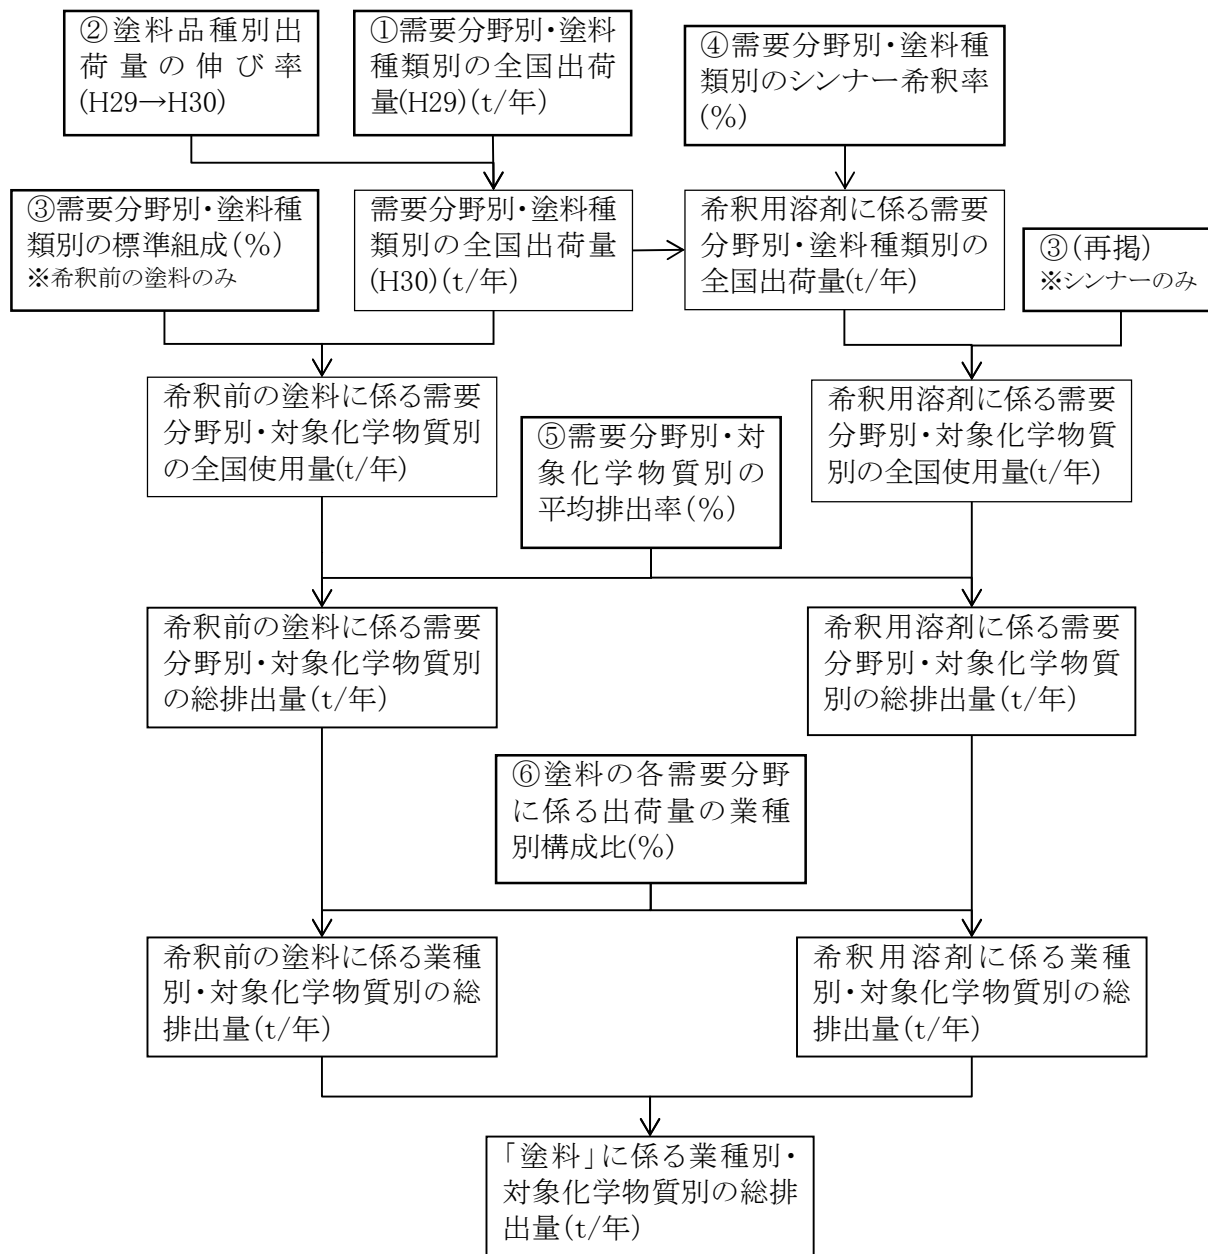 ②塗料品種別出
荷量の伸び率
(H29→H30)
①需要分野別・塗料
種類別の全国出荷
量(H29)(t/年)
④需要分野別・塗料種
類別のシンナー希釈率
(%)
③需要分野別・塗料種
類別の標準組成(%)
※希釈前の塗料のみ
需要分野別・塗料種
類別の全国出荷量
(H30)(t/年)
希釈用溶剤に係る需要
分野別・塗料種類別の
全国出荷量(t/年)
③(再掲)
※シンナーのみ
希釈前の塗料に係る需要
分野別・対象化学物質別
の全国使用量(t/年)
⑤需要分野別・対
象化学物質別の
平均排出率(%)
希釈用溶剤に係る需要
分野別・対象化学物質
別の全国使用量(t/年)
希釈前の塗料に係る需要
分野別・対象化学物質別
の総排出量(t/年)
希釈用溶剤に係る需要
分野別・対象化学物質
別の総排出量(t/年)
⑥塗料の各需要分野
に係る出荷量の業種
別構成比(%)
希釈前の塗料に係る業種
別・対象化学物質別の総
排出量(t/年)
希釈用溶剤に係る業種
別・対象化学物質別の総
排出量(t/年)
「塗料」に係る業種別・
対象化学物質別の総排
出量(t/年)